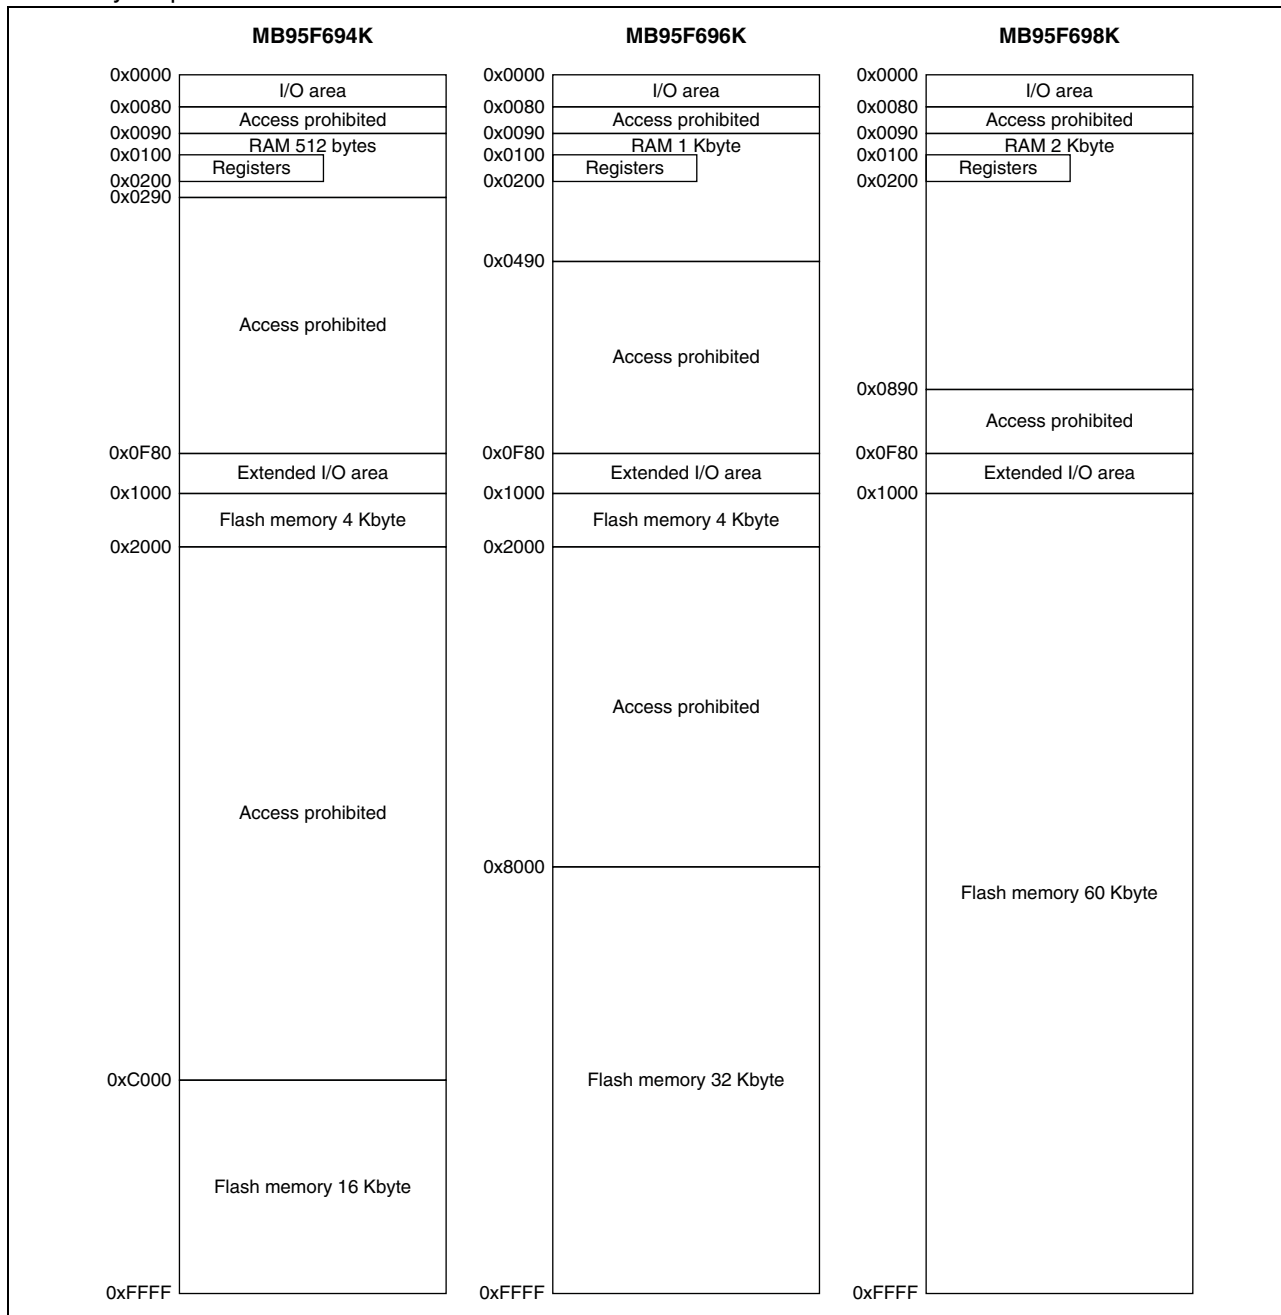 MB95F694K
0x0000
I/O area
0x0080
Access prohibited
0x0090
RAM 512 bytes
0x0100
Registers
0x0200
0x0290
Access prohibited
0x0F80
Extended I/O area
0x1000
Flash memory 4 Kbyte
0x2000
Access prohibited
0xC000
Flash memory 16 Kbyte
0xFFFF
MB95F696K
0x0000
I/O area
0x0080
Access prohibited
0x0090
RAM 1 Kbyte
0x0100
Registers
0x0200
0x0490
Access prohibited
0x0F80
Extended I/O area
0x1000
Flash memory 4 Kbyte
0x2000
Access prohibited
0x8000
Flash memory 32 Kbyte
0xFFFF
MB95F698K
0x0000
I/O area
0x0080
Access prohibited
0x0090
RAM 2 Kbyte
0x0100
Registers
0x0200
0x0890
Access prohibited
0x0F80
Extended I/O area
0x1000
Flash memory 60 Kbyte
0xFFFF